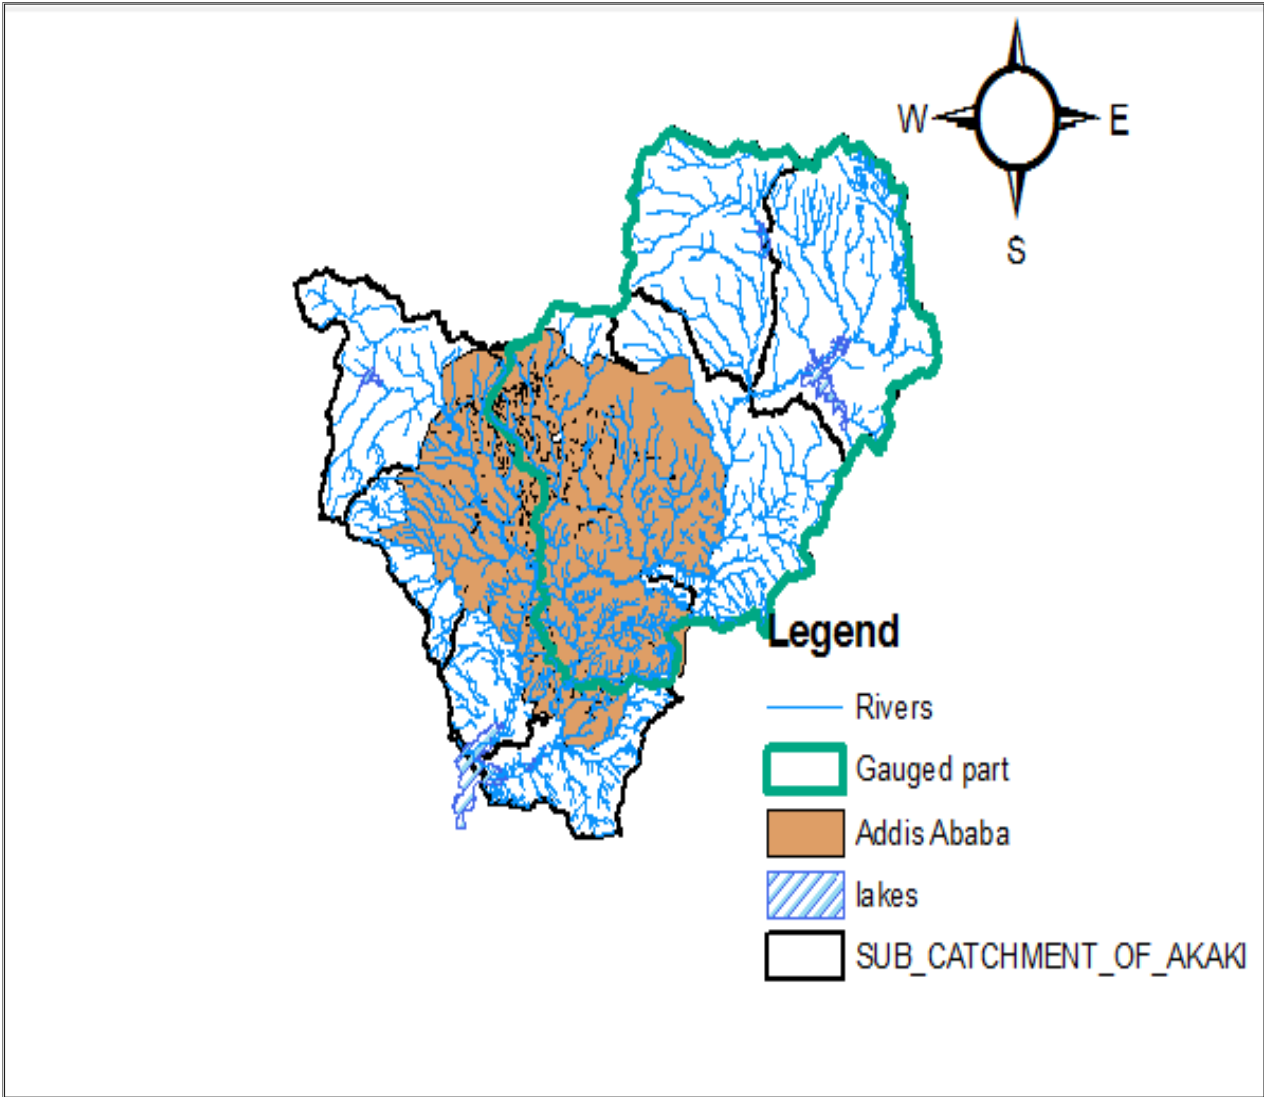 W E
S
Legend
Rivers
Gauged part
Addis Ababa
lakes
SUB_CATCHMENT_OF_AKAKI